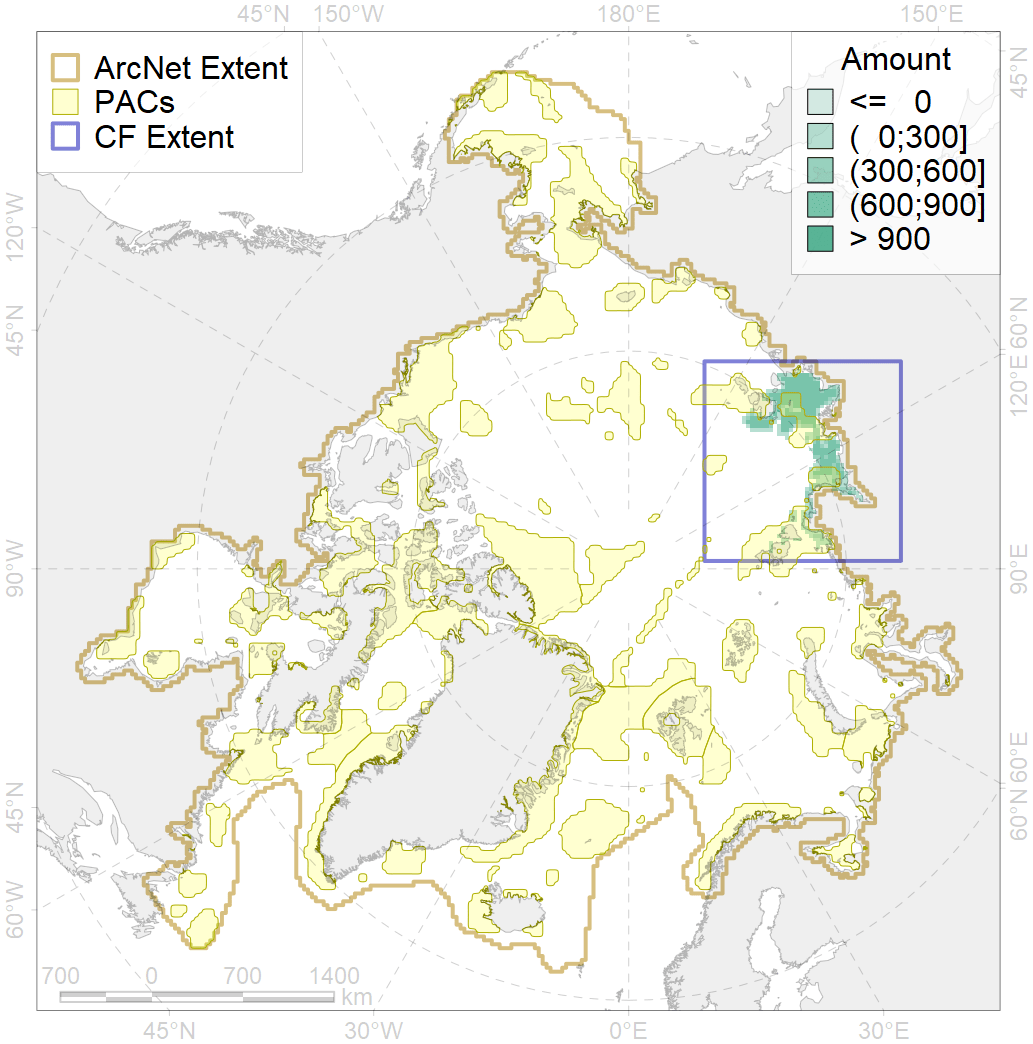 45°N 150°W 180°E 150°E
ArcNet Extent
PACs
CF Extent
Amount
<= 0
( 0;300]
(300;600]
(600;900]
> 900
45°N
60°N
120°E
90°E
60°E
60°N
120°W
45°N
90°W
45°N
60°W
700 0 700 1400
km
45°N 30°W 0°E 30°E